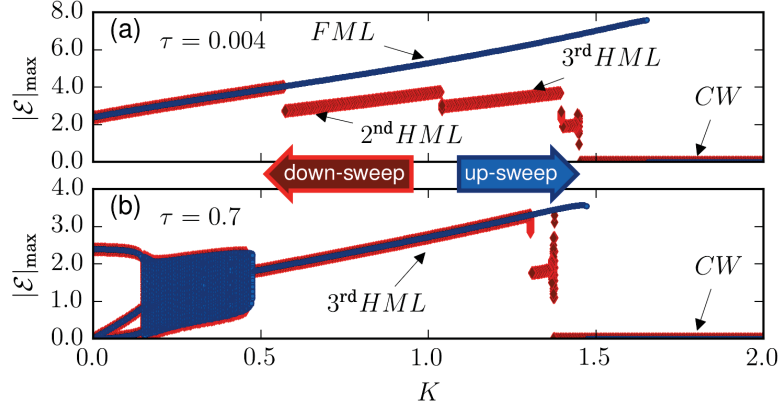 8.0
6.0
4.0
2.0
0.0
|ℰ|max
(a) τ = 0.004
FML
3rd HML
2nd HML
CW
down-sweep
up-sweep
4.0
3.0
2.0
1.0
0.0
|ℰ|max
(b) τ = 0.7
3rd HML
CW
0.0 0.5 1.0 1.5 2.0
K